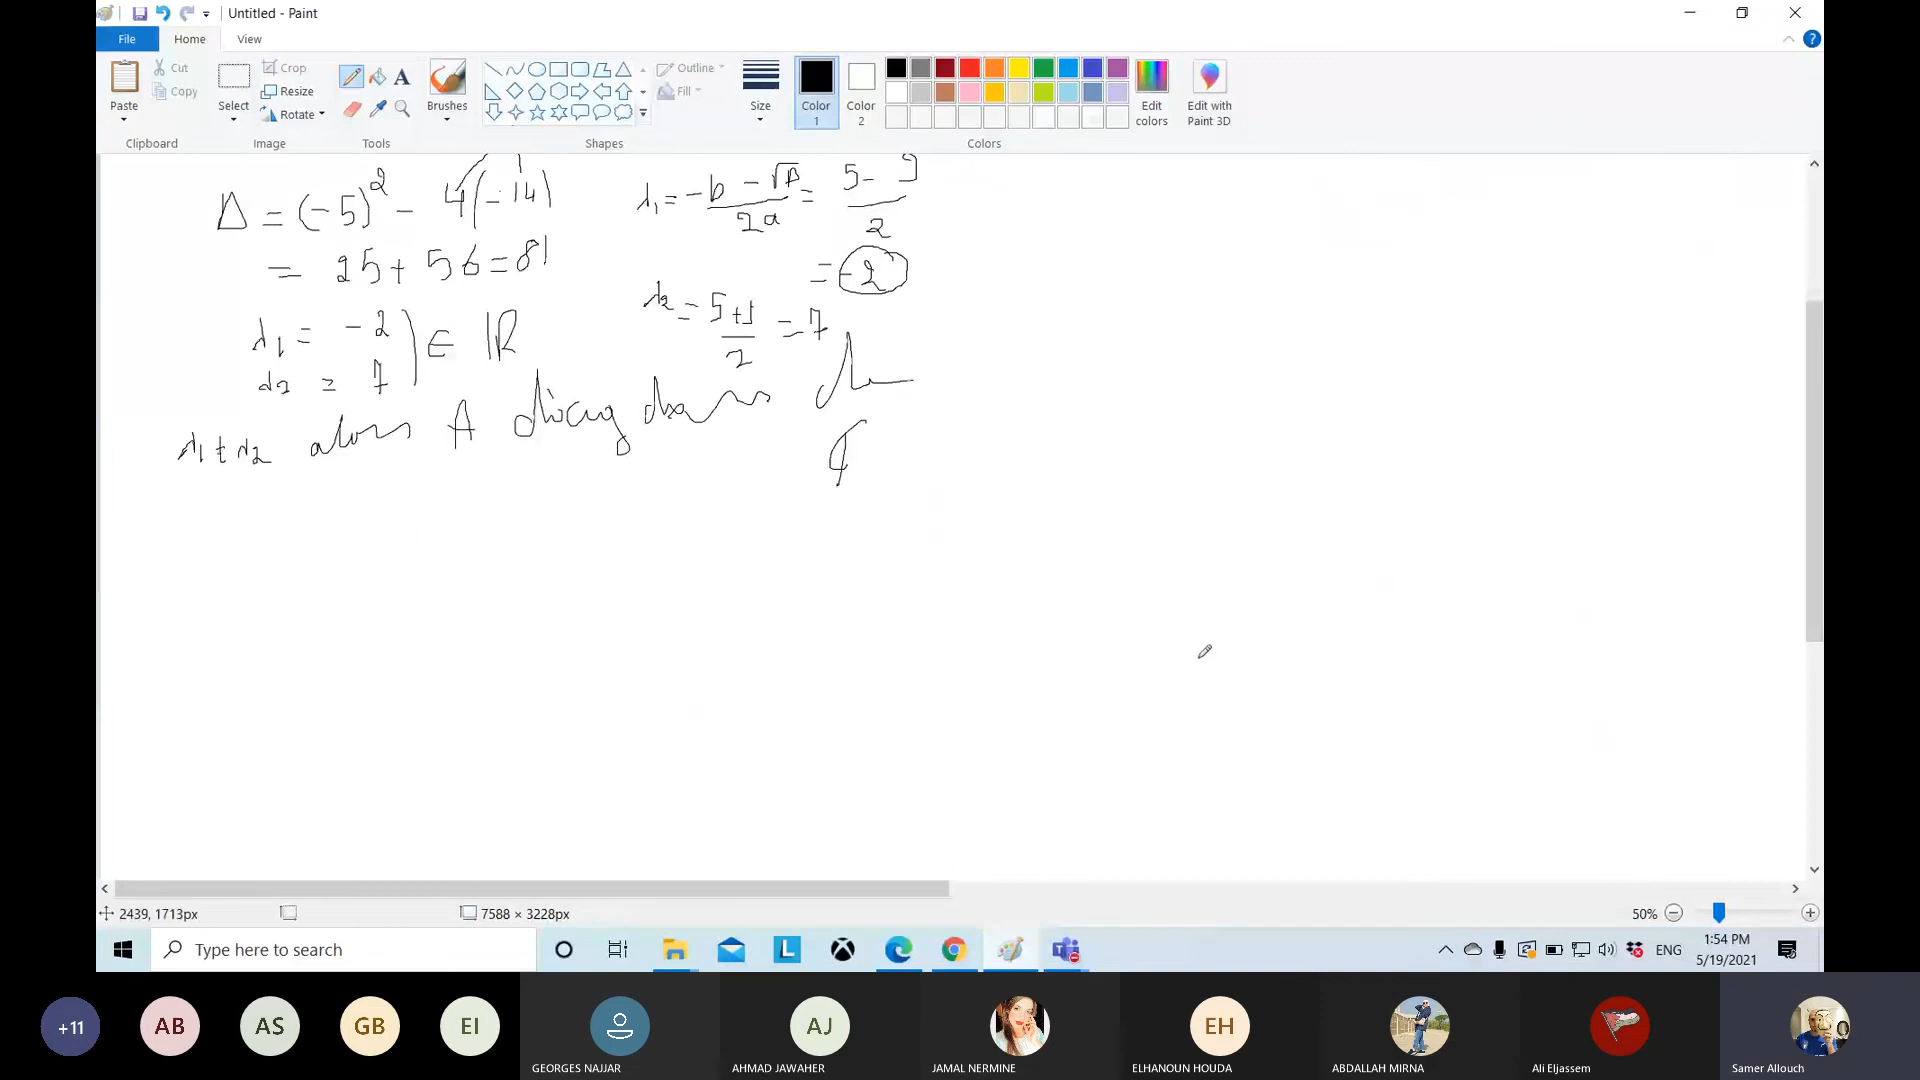 Untitled - Paint
File
Home
View
Paste
Cut
Copy
Clipboard
Select
Crop
Resize
Rotate
Image
A
Tools
Brushes
Shapes
Outline
Fill
Size
Color 1
Color 2
Edit colors
Edit with Paint 3D
Colors
Δ = (-5)² - 4(-14)
= 25 + 56 = 81
λ₁ = -2
λ₂ = 7 ∈ ℝ
λ₁ ≠ λ₂ alors A diag dans
λ₁ = -b - √Δ / 2a = 5 - 9 / 2
= -2
λ₂ = 5 + 9 / 2 = 7
2439, 1713px
7588 × 3228px
50%
Type here to search
L
ENG
1:54 PM
5/19/2021
+11
AB
AS
GB
EI
GEORGES NAJJAR
AJ
AHMAD JAWAHER
JAMAL NERMINE
EH
ELHANOUN HOUDA
ABDALLAH MIRNA
Ali Eljassem
Samer Allouch